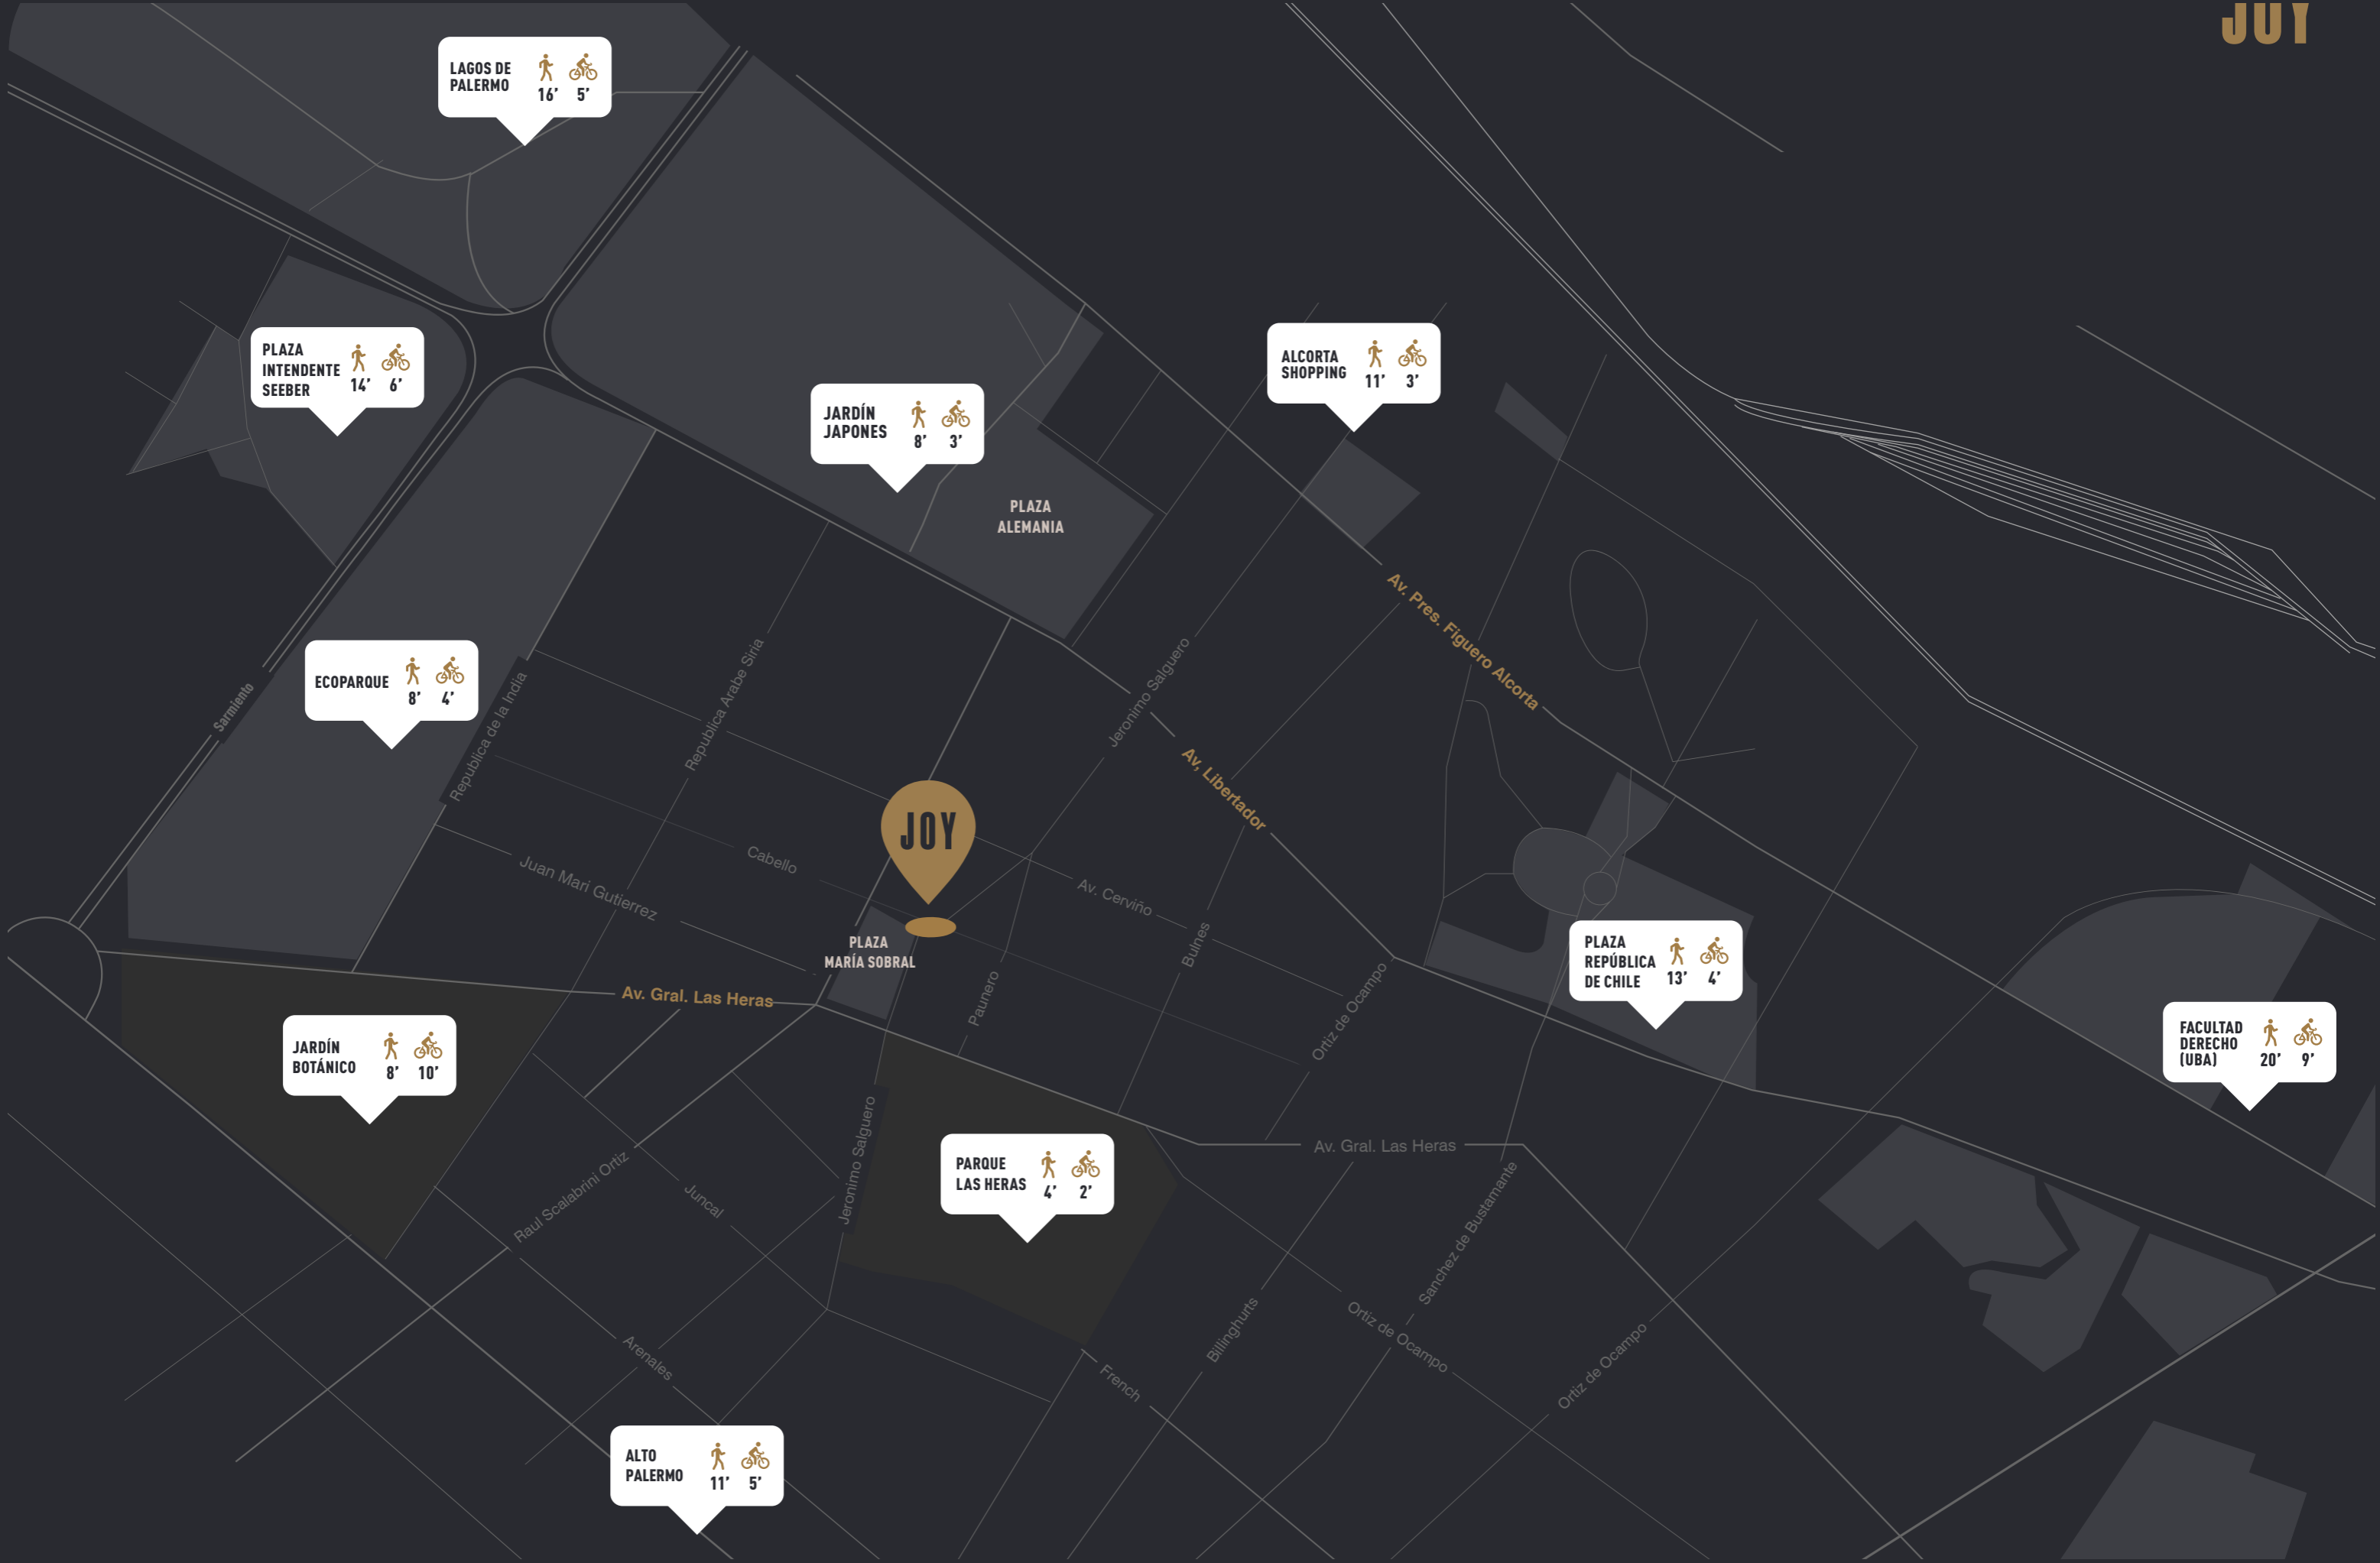 JOY
LAGOS DE
PALERMO
16' 5'
PLAZA
INTENDENTE
SEEBER
14' 6'
ALCORTA
SHOPPING
11' 3'
JARDÍN
JAPONES
8' 3'
PLAZA
ALEMANIA
Av. Pres. Figuero Alcorta
ECOPARQUE
8' 4'
Sarmiento
Republica de la India
Republica Arabe Siria
Jeronimo Salguero
Av, Libertador
JOY
Cabello
Juan Mari Gutierrez
Av. Cerviño
PLAZA
MARÍA SOBRAL
Bulnes
Paunero
Ortiz de Ocampo
PLAZA
REPÚBLICA
DE CHILE
13' 4'
Av. Gral. Las Heras
FACULTAD
DERECHO
(UBA)
20' 9'
JARDÍN
BOTÁNICO
8' 10'
Jeronimo Salguero
Av. Gral. Las Heras
PARQUE
LAS HERAS
4' 2'
Raul Scalabrini Ortiz
Juncal
Sanchez de Bustamante
Billinghurts
Ortiz de Ocampo
Ortiz de Ocampo
Arenales
French
ALTO
PALERMO
11' 5'